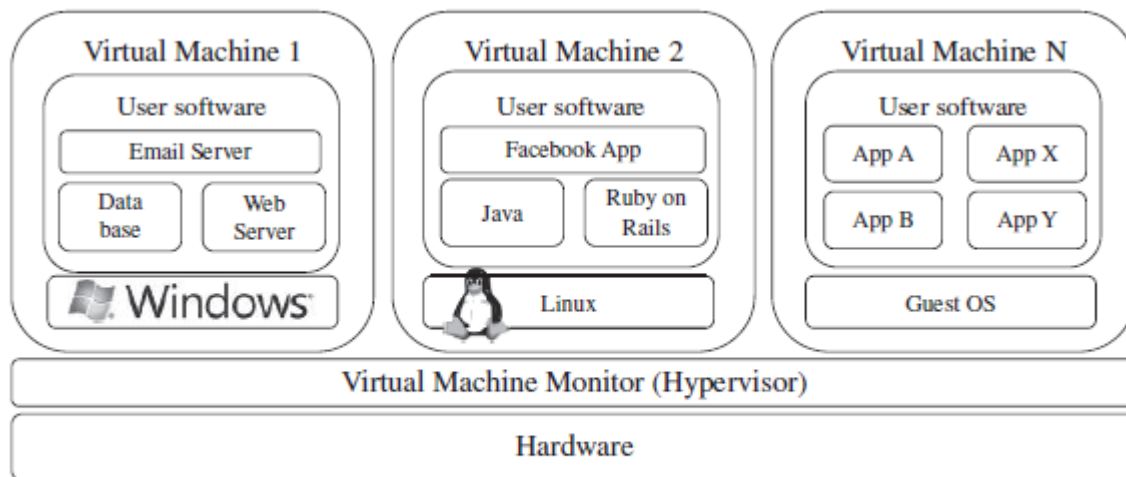 Virtual Machine 1
User software
Email Server
Data
base
Web
Server
Windows
Virtual Machine 2
User software
Facebook App
Java
Ruby on
Rails
Linux
Virtual Machine N
User software
App A
App X
App B
App Y
Guest OS
Virtual Machine Monitor (Hypervisor)
Hardware